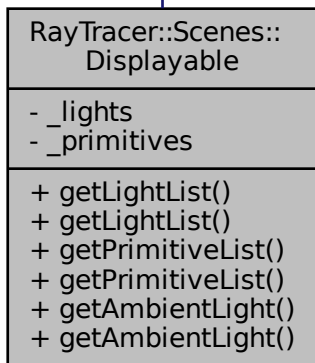 RayTracer::Scenes::
Displayable
- _lights
- _primitives
+ getLightList()
+ getLightList()
+ getPrimitiveList()
+ getPrimitiveList()
+ getAmbientLight()
+ getAmbientLight()